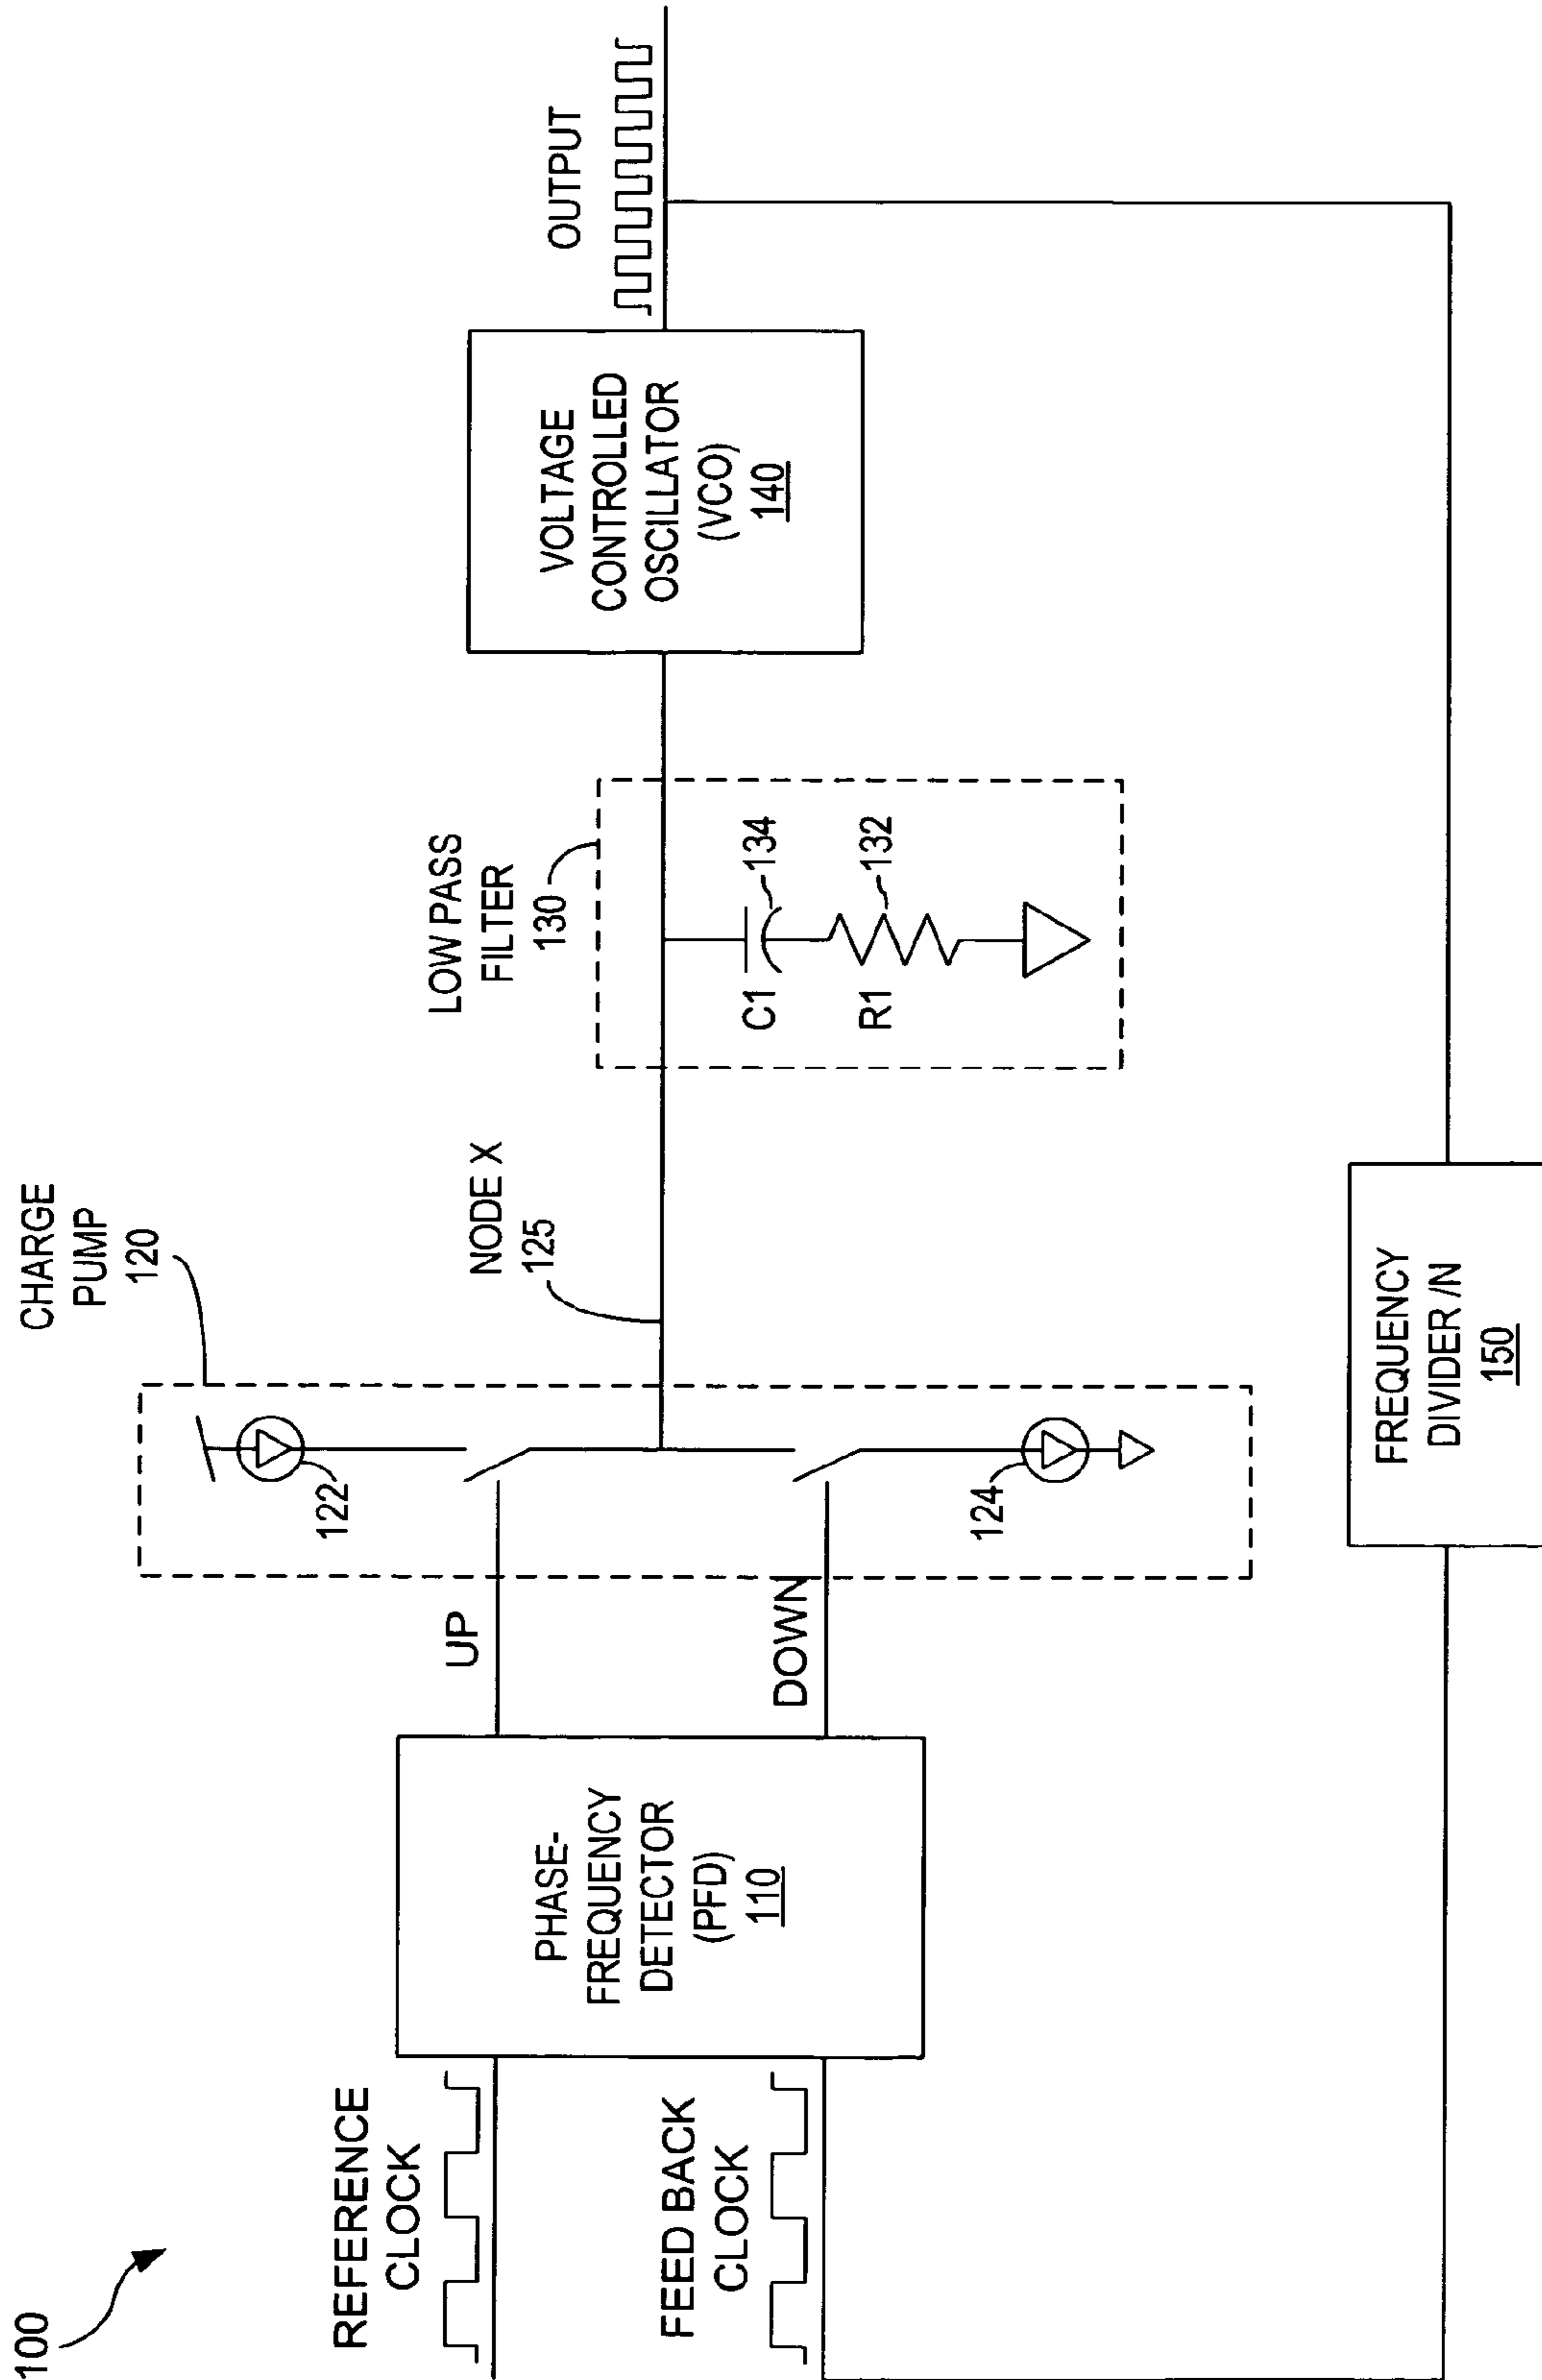 100
CHARGE
PUMP
120
REFERENCE
CLOCK
FEED BACK
CLOCK
PHASE-
FREQUENCY
DETECTOR
(PFD)
110
UP
DOWN
122
124
NODE X
125
LOW PASS
FILTER
130
C1
134
R1
132
VOLTAGE
CONTROLLED
OSCILLATOR
(VCO)
140
OUTPUT
FREQUENCY
DIVIDER /N
150